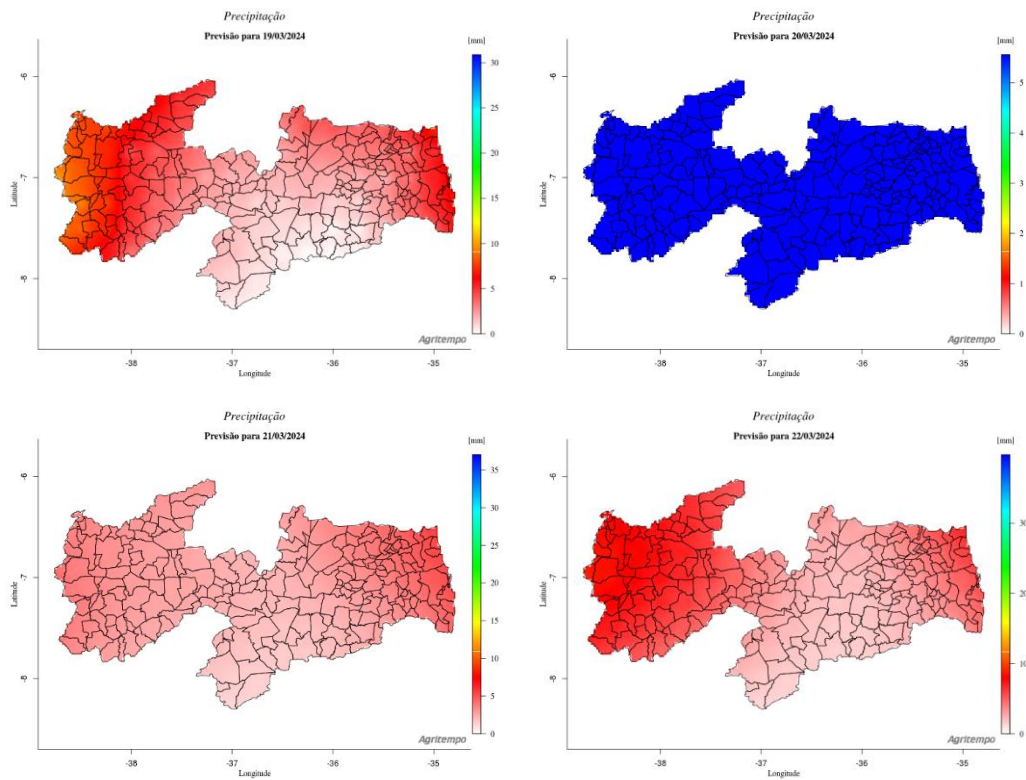 Precipitação
Previsão para 19/03/2024
[mm]
30
25
20
15
10
5
0
-6
-7
-8
Latitude
-38
-37
-36
-35
Longitude
Agritempo
Precipitação
Previsão para 20/03/2024
[mm]
5
4
3
2
1
0
-6
-7
-8
Latitude
-38
-37
-36
-35
Longitude
Agritempo
Precipitação
Previsão para 21/03/2024
[mm]
35
30
25
20
15
10
5
0
-6
-7
-8
Latitude
-38
-37
-36
-35
Longitude
Agritempo
Precipitação
Previsão para 22/03/2024
[mm]
30
20
10
0
-6
-7
-8
Latitude
-38
-37
-36
-35
Longitude
Agritempo